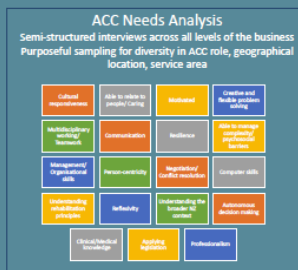 ACC Needs Analysis
Semi-structured interviews across all levels of the business
Purposeful sampling for diversity in ACC role, geographical
location, service area
Cultural
responsiveness
Able to relate to
people/ Caring
Motivated
Creative and
flexible problem
solving
Multidisciplinary
working/
Teamwork
Communication
Resilience
Able to manage
complexity/
psychosocial
barriers
Management/
Organisational
skills
Person-centricity
Negotiation/
Conflict resolution
Computer skills
Understanding
rehabilitation
principles
Reflexivity
Understanding the
broader NZ
context
Autonomous
decision making
Clinical/Medical
knowledge
Applying
legislation
Professionalism